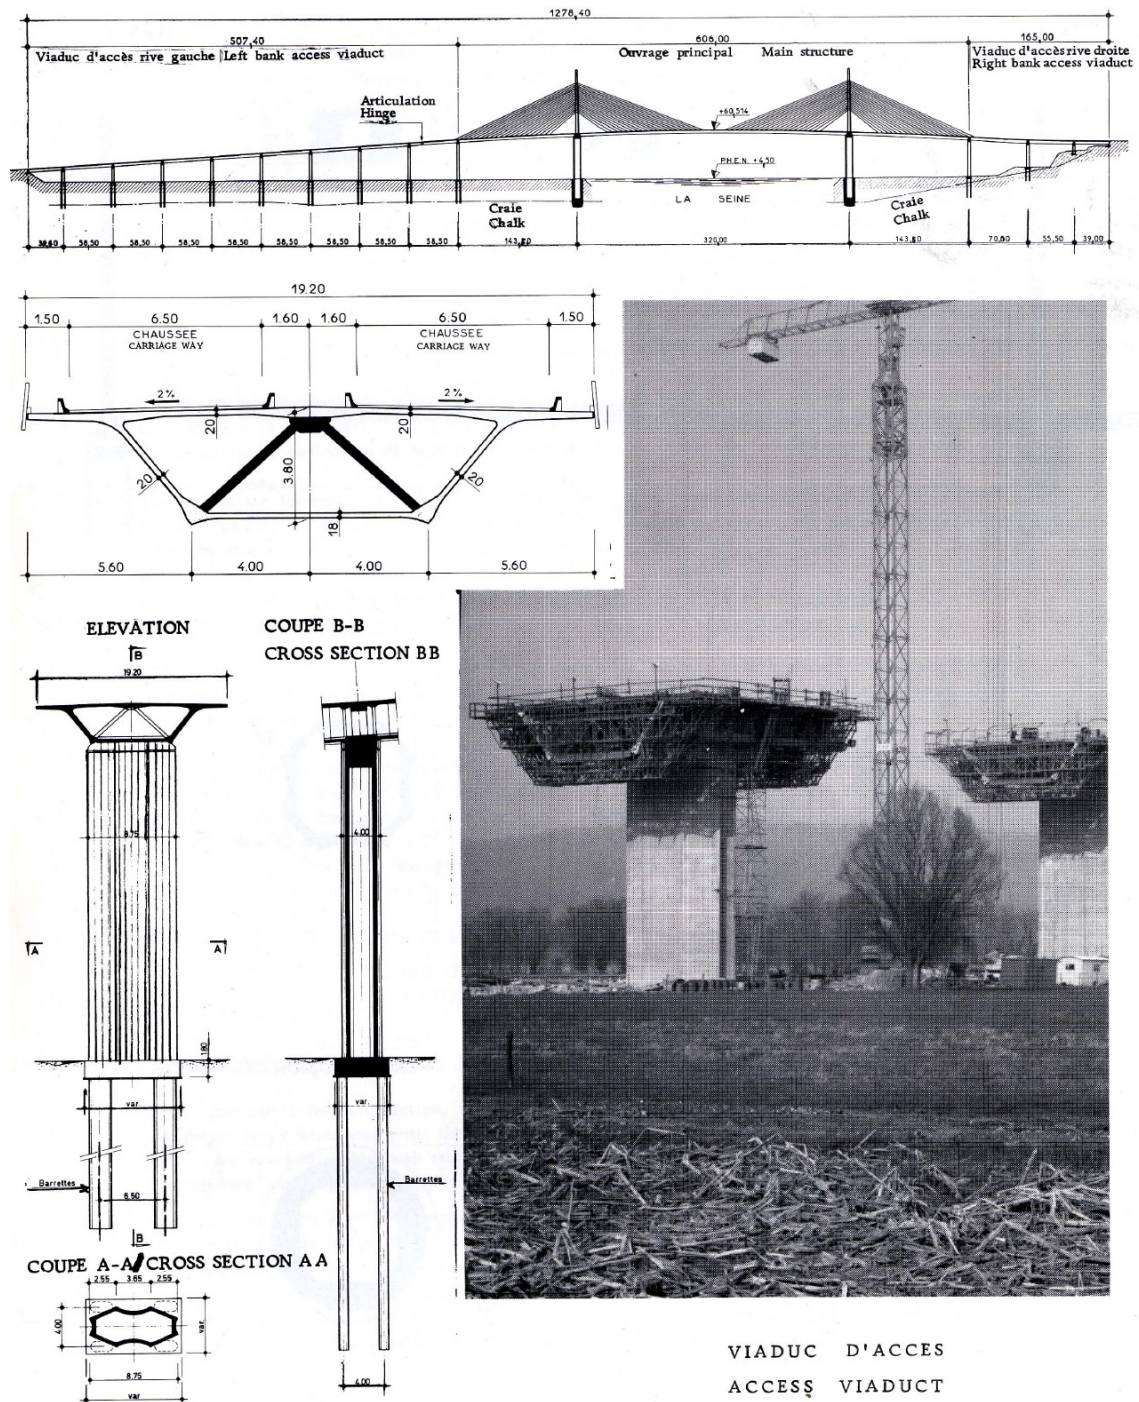 1278,40
507,40 606,00 165,00
Viaduc d'accès rive gauche Left bank access viaduct Ouvrage principal Main structure Viaduc d'accès rive droite
Right bank access viaduct
Articulation
Hinge
+60,514
P.H.E.N. +4,50
LA SEINE
Craie
Chalk
Craie
Chalk
58,50 58,50 58,50 58,50 58,50 58,50 58,50 58,50 320,00 55,50 39,00
19.20
1.50 6.50 1.60 1.60 6.50 1.50
CHAUSSEE CHAUSSEE
CARRIAGE WAY CARRIAGE WAY
2% 2%
20 20
20 3.80 20
18
5.60 4.00 4.00 5.60
ELEVATION COUPE B-B
CROSS SECTION BB
B
19.20
8.75 4.00
A A
1.80
var. var.
Barrettes Barrettes
6.50
B
COUPE A-A/CROSS SECTION AA
2.55 3.65 2.55
4.00 var.
8.75
var
4.00
VIADUC D'ACCES
ACCESS VIADUCT